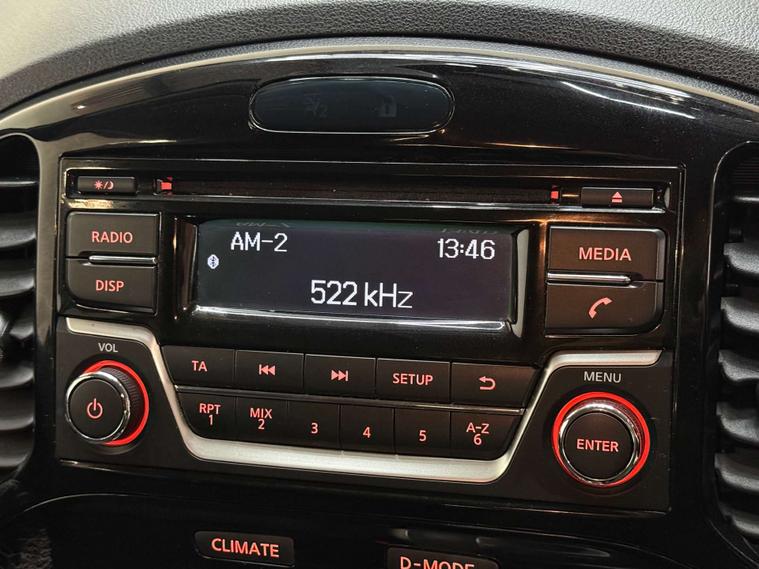 RADIO
DISP
AM-2 13:46
522 kHz
MEDIA
VOL
TA
SETUP
RPT
1
MIX
2
3
4
5
A-Z
6
MENU
ENTER
CLIMATE
D-MODE